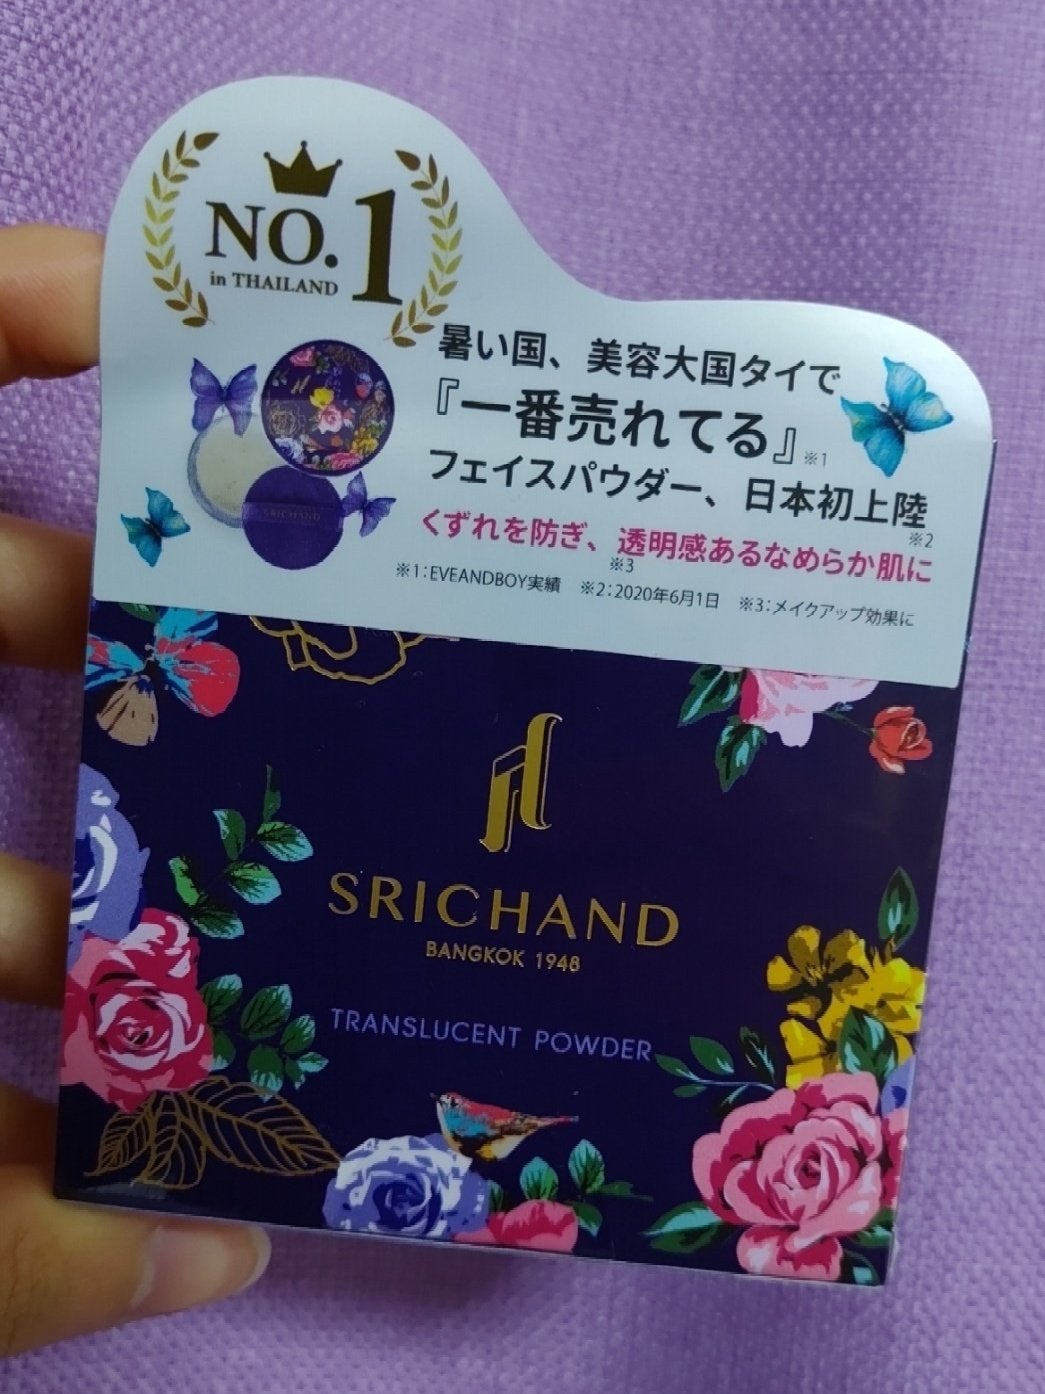 NO.1
in THAILAND
暑い国、美容大国タイで
『一番売れてる』※1
フェイスパウダー、日本初上陸※2
くずれを防ぎ、透明感あるなめらか肌に
※3
※1：EVEANDBOY実績 ※2：2020年6月1日 ※3：メイクアップ効果に
SRICHAND
SRICHAND
BANGKOK 1948
TRANSLUCENT POWDER